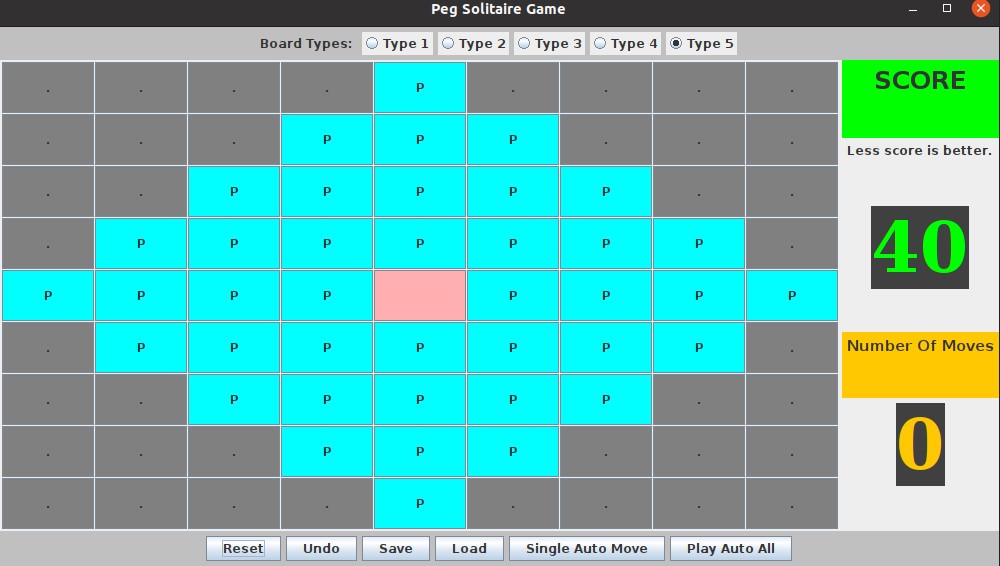 Peg Solitaire Game
Board Types: Type 1 Type 2 Type 3 Type 4 Type 5
. . . . P . . . .
. . . P P P . . .
. . P P P P P . .
. P P P P P P P .
P P P P P P P P
. P P P P P P P .
. . P P P P P . .
. . . P P P . . .
. . . . P . . . .
SCORE
Less score is better.
40
Number Of Moves
0
Reset Undo Save Load Single Auto Move Play Auto All